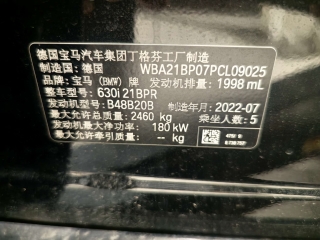 德国宝马汽车集团丁格芬工厂制造
制造国：德国 WBA21BP07PCL09025
品牌：宝马 (BMW) 牌 发动机排量：1998 mL
整车型号：630i 21BPR
发动机型号：B48B20B 制造年月：2022-07
最大允许总质量：2460 kg 乘坐人数：5
发动机最大净功率：180 kW
最大允许牵引质量：/ kg